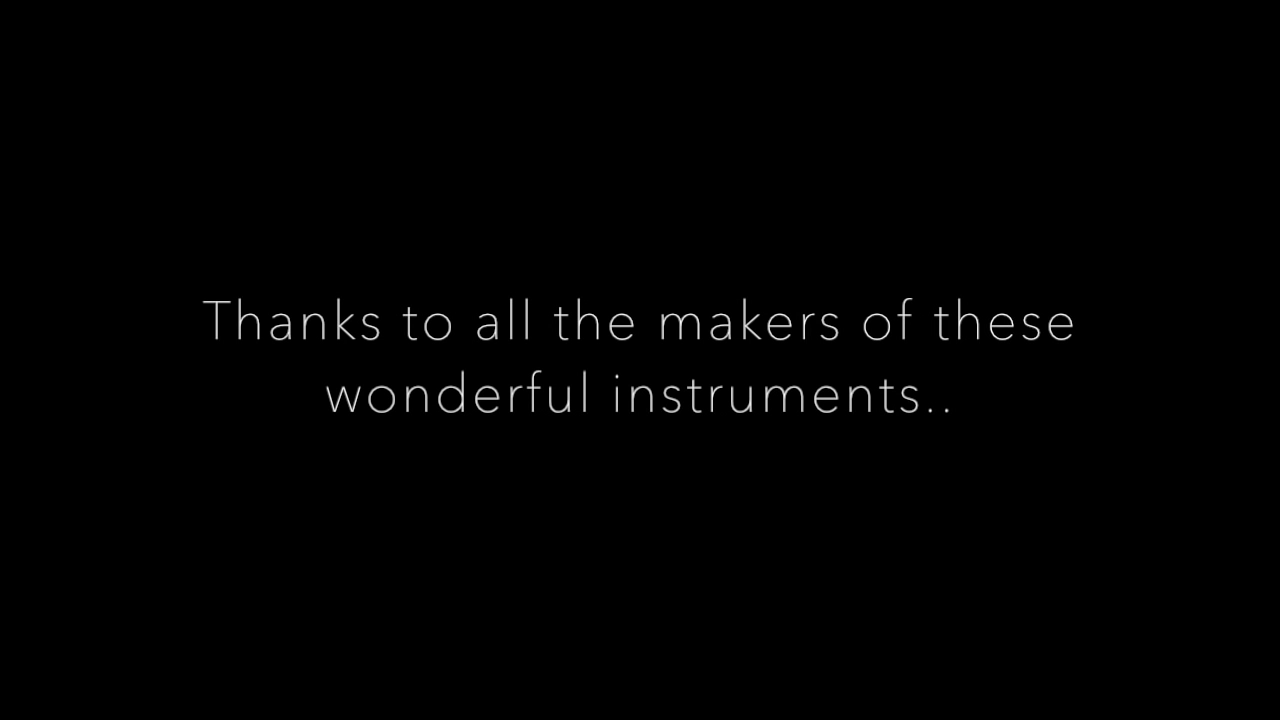 Thanks to all the makers of these
wonderful instruments..